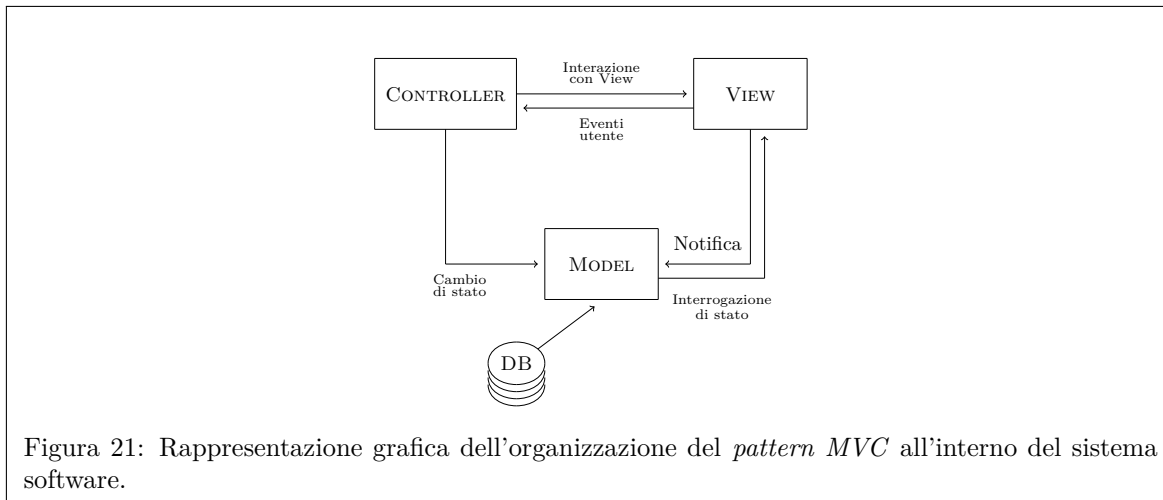 Interazione
con View
CONTROLLER
VIEW
Eventi
utente
Notifica
MODEL
Cambio
di stato
Interrogazione
di stato
DB
Figura 21: Rappresentazione grafica dell'organizzazione del pattern MVC all'interno del sistema
software.